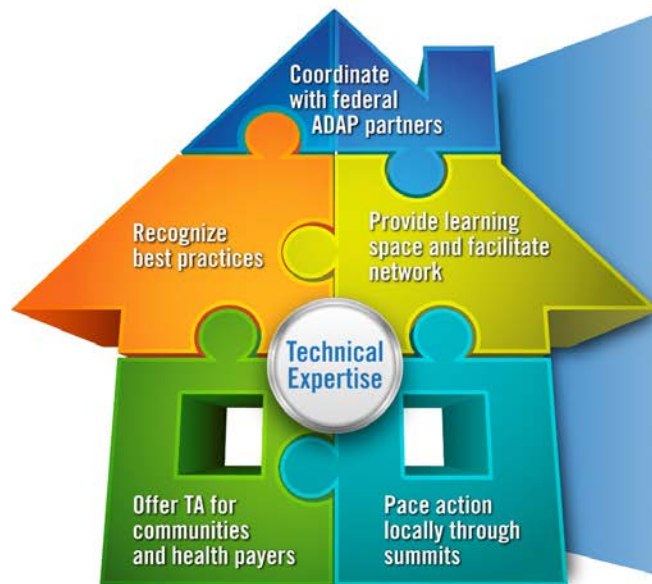 Coordinate
with federal
ADAP partners
Recognize
best practices
Provide learning
space and facilitate
network
Technical
Expertise
Offer TA for
communities
and health payers
Pace action
locally through
summits